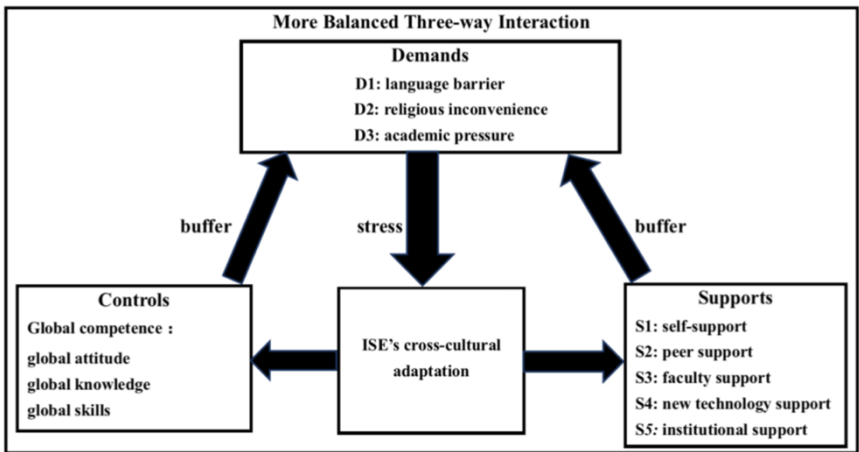 More Balanced Three-way Interaction
Demands
D1: language barrier
D2: religious inconvenience
D3: academic pressure
buffer
stress
buffer
Controls
Global competence：
global attitude
global knowledge
global skills
ISE's cross-cultural
adaptation
Supports
S1: self-support
S2: peer support
S3: faculty support
S4: new technology support
S5: institutional support